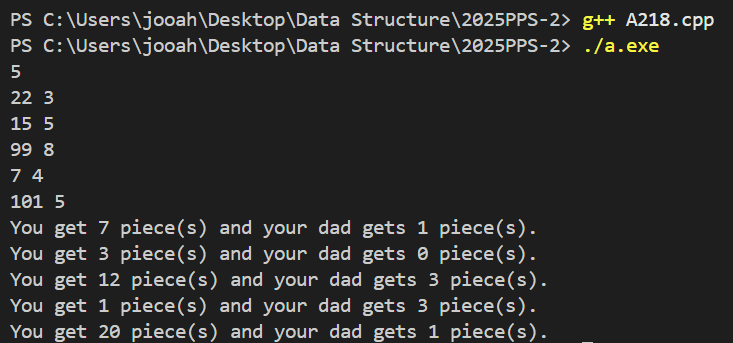 PS C:\Users\jooah\Desktop\Data Structure\2025PPS-2> g++ A218.cpp
PS C:\Users\jooah\Desktop\Data Structure\2025PPS-2> ./a.exe
5
22 3
15 5
99 8
7 4
101 5
You get 7 piece(s) and your dad gets 1 piece(s).
You get 3 piece(s) and your dad gets 0 piece(s).
You get 12 piece(s) and your dad gets 3 piece(s).
You get 1 piece(s) and your dad gets 3 piece(s).
You get 20 piece(s) and your dad gets 1 piece(s).